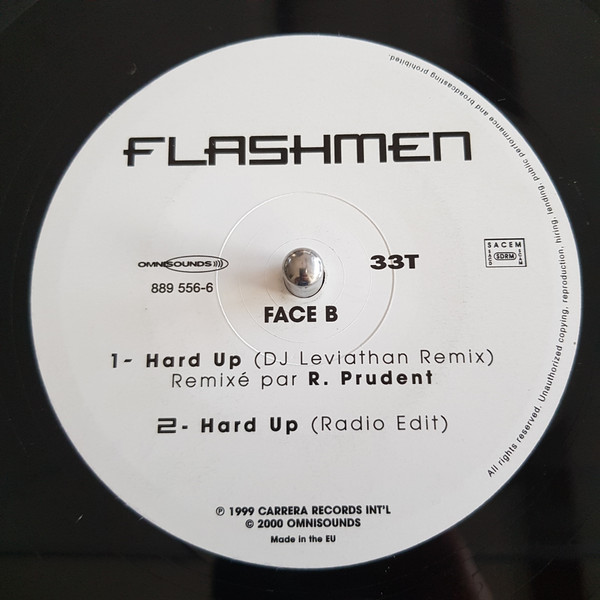 FLASHMEN
OMNISOUNDS
33T
SACEM
SDRM
889 556-6
FACE B
1- Hard Up (DJ Leviathan Remix)
Remixé par R. Prudent
2- Hard Up (Radio Edit)
℗ 1999 CARRERA RECORDS INT'L
© 2000 OMNISOUNDS
Made in the EU
All rights reserved. Unauthorized copying, reproduction, hiring, lending, public performance and broadcasting prohibited.